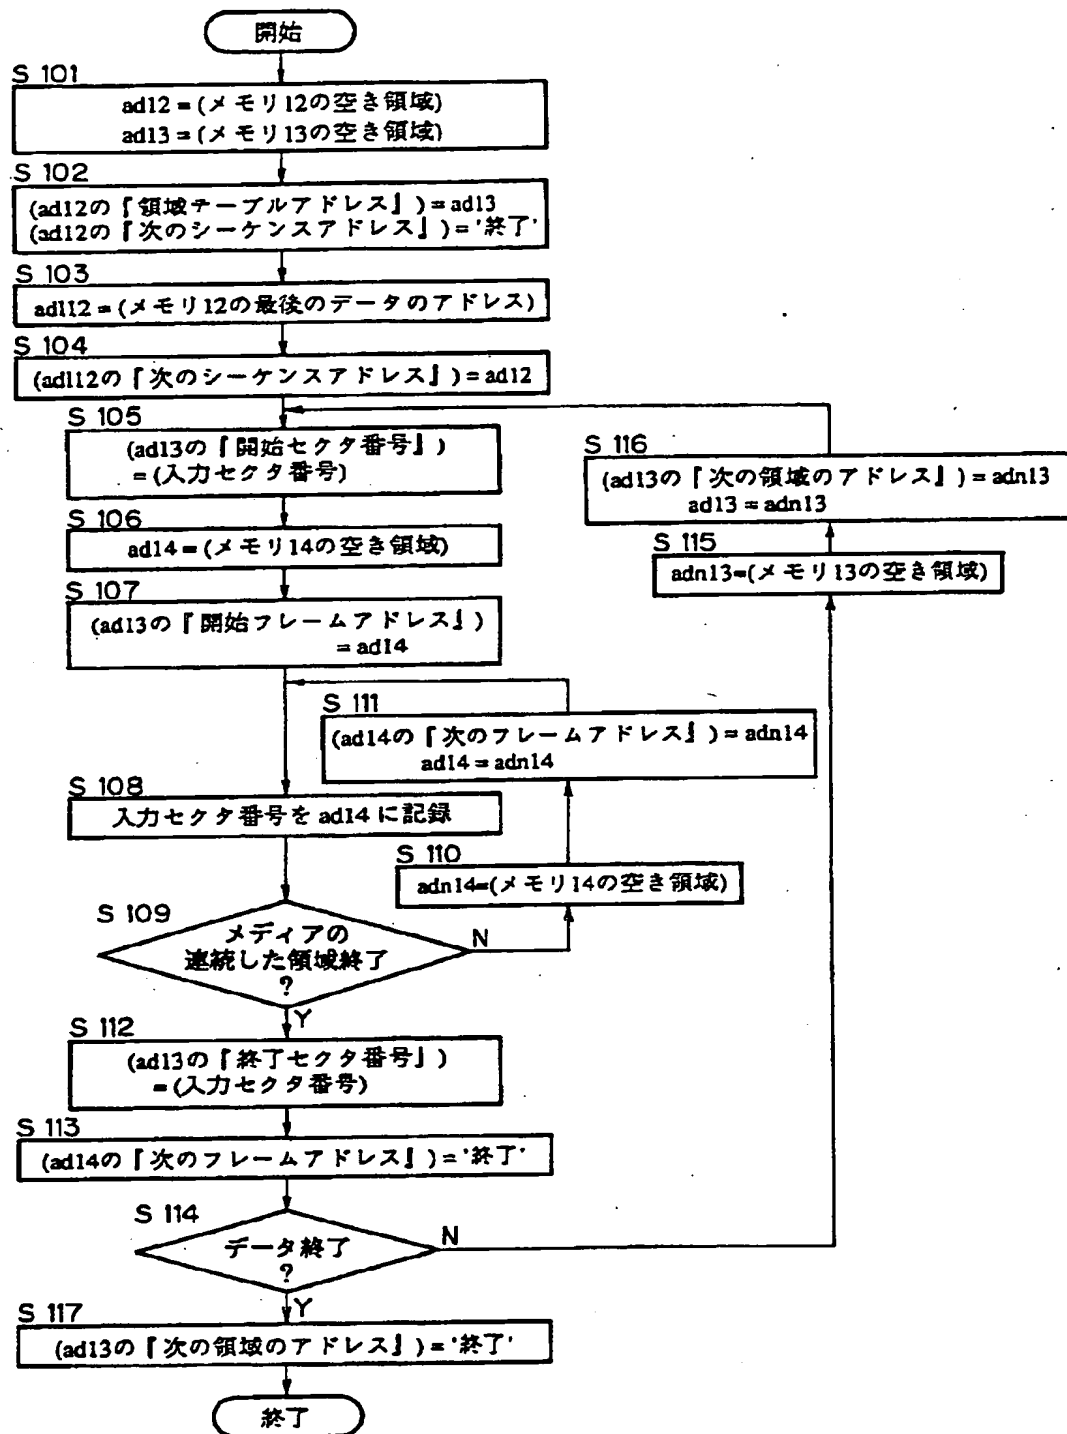 開始
S 101
ad12=(メモリ12の空き領域)
ad13=(メモリ13の空き領域)
S 102
(ad12の『領域テーブルアドレス』)=ad13
(ad12の『次のシーケンスアドレス』)='終了'
S 103
adl12=(メモリ12の最後のデータのアドレス)
S 104
(adl12の『次のシーケンスアドレス』)=ad12
S 105
(ad13の『開始セクタ番号』)
=(入力セクタ番号)
S 106
ad14=(メモリ14の空き領域)
S 107
(ad13の『開始フレームアドレス』)
=ad14
S 108
入力セクタ番号をad14に記録
S 109
メディアの
連続した領域終了
?
N
Y
S 110
adn14=(メモリ14の空き領域)
S 111
(ad14の『次のフレームアドレス』)=adn14
ad14=adn14
S 112
(ad13の『終了セクタ番号』)
=(入力セクタ番号)
S 113
(ad14の『次のフレームアドレス』)='終了'
S 114
データ終了
?
N
Y
S 115
adn13=(メモリ13の空き領域)
S 116
(ad13の『次の領域のアドレス』)=adn13
ad13=adn13
S 117
(ad13の『次の領域のアドレス』)='終了'
終了